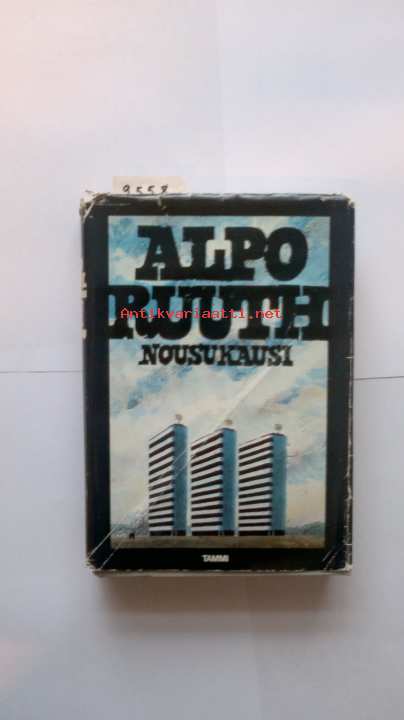 9558
ALPO
RUUTH
Antikvariaatti.net
NOUSUKAUSI
TAMMI